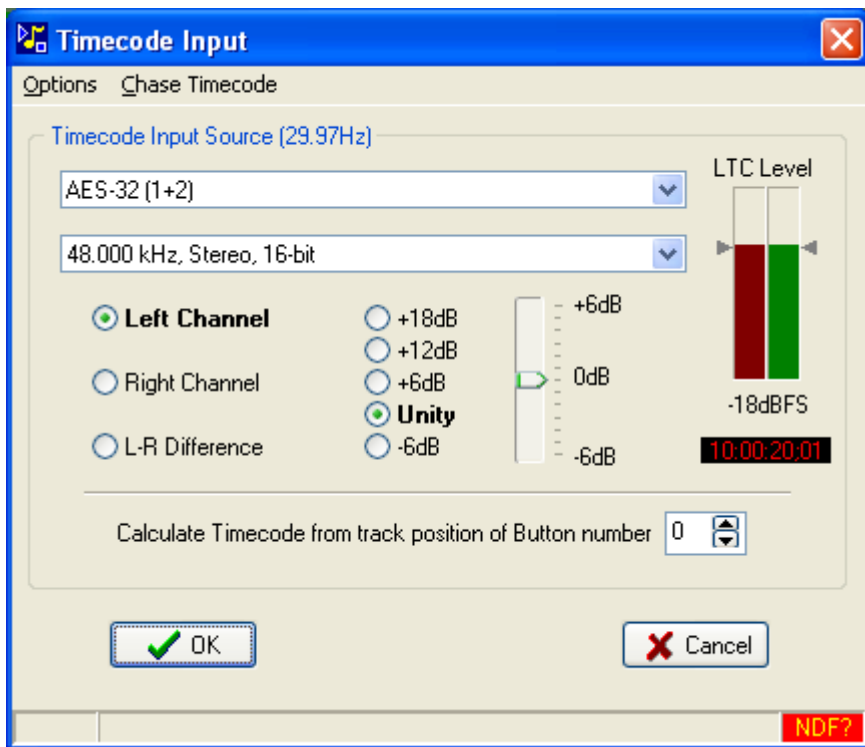 Timecode Input
Options Chase Timecode
Timecode Input Source (29.97Hz)
AES-32 (1+2)
48.000 kHz, Stereo, 16-bit
LTC Level
Left Channel
Right Channel
L-R Difference
+18dB
+12dB
+6dB
Unity
-6dB
+6dB
0dB
-6dB
-18dBFS
10:00:20;01
Calculate Timecode from track position of Button number 0
OK
Cancel
NDF?